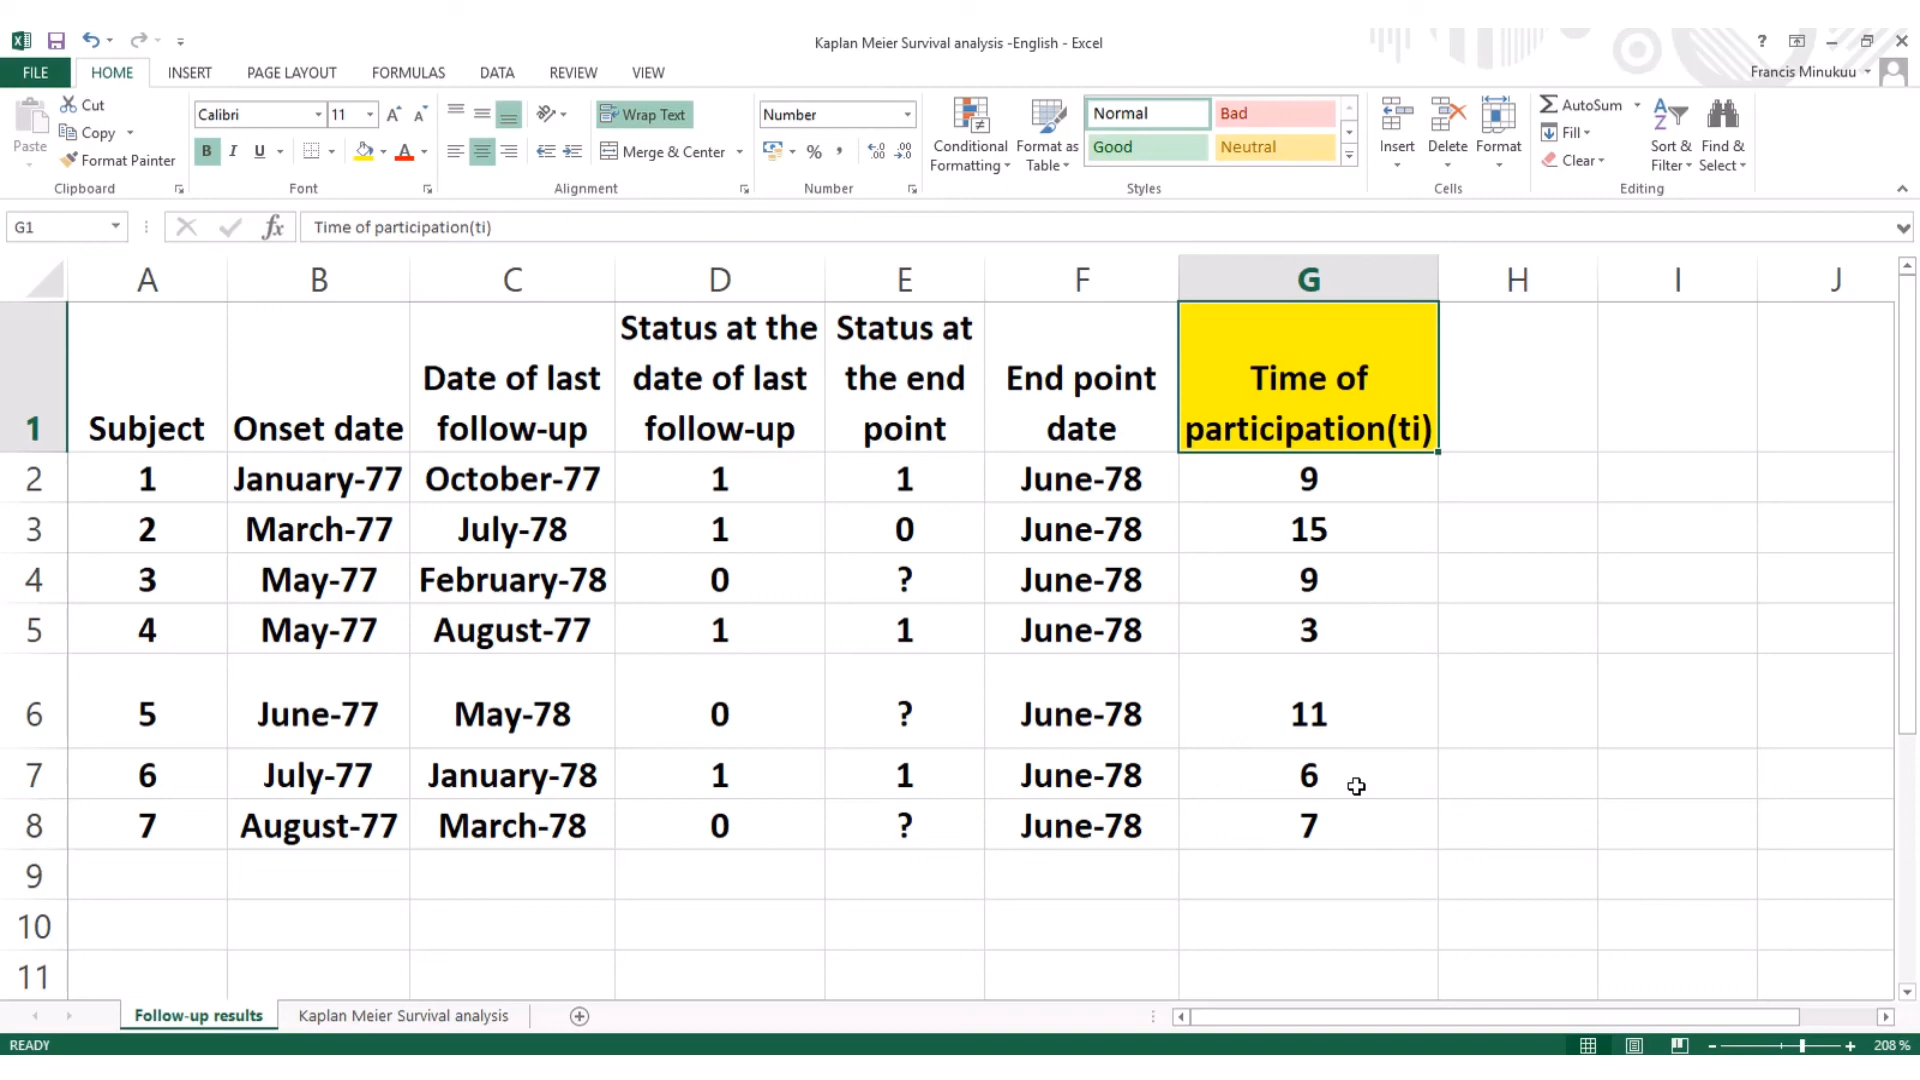 Kaplan Meier Survival analysis -English - Excel
?
FILE HOME INSERT PAGE LAYOUT FORMULAS DATA REVIEW VIEW
Francis Minukuu
Paste
Cut
Copy
Format Painter
Clipboard
Calibri 11
B I U
Font
Wrap Text
Merge & Center
Alignment
Number
% ,
Number
Conditional Formatting
Format as Table
Normal Bad
Good Neutral
Styles
Insert Delete Format
Cells
AutoSum
Fill
Clear
Sort & Filter
Find & Select
Editing
G1 fx Time of participation(ti)
A B C D E F G H I J
1 Subject Onset date Date of last follow-up Status at the date of last follow-up Status at the end point End point date Time of participation(ti)
2 1 January-77 October-77 1 1 June-78 9
3 2 March-77 July-78 1 0 June-78 15
4 3 May-77 February-78 0 ? June-78 9
5 4 May-77 August-77 1 1 June-78 3
6 5 June-77 May-78 0 ? June-78 11
7 6 July-77 January-78 1 1 June-78 6
8 7 August-77 March-78 0 ? June-78 7
9
10
11
Follow-up results Kaplan Meier Survival analysis
READY 208 %